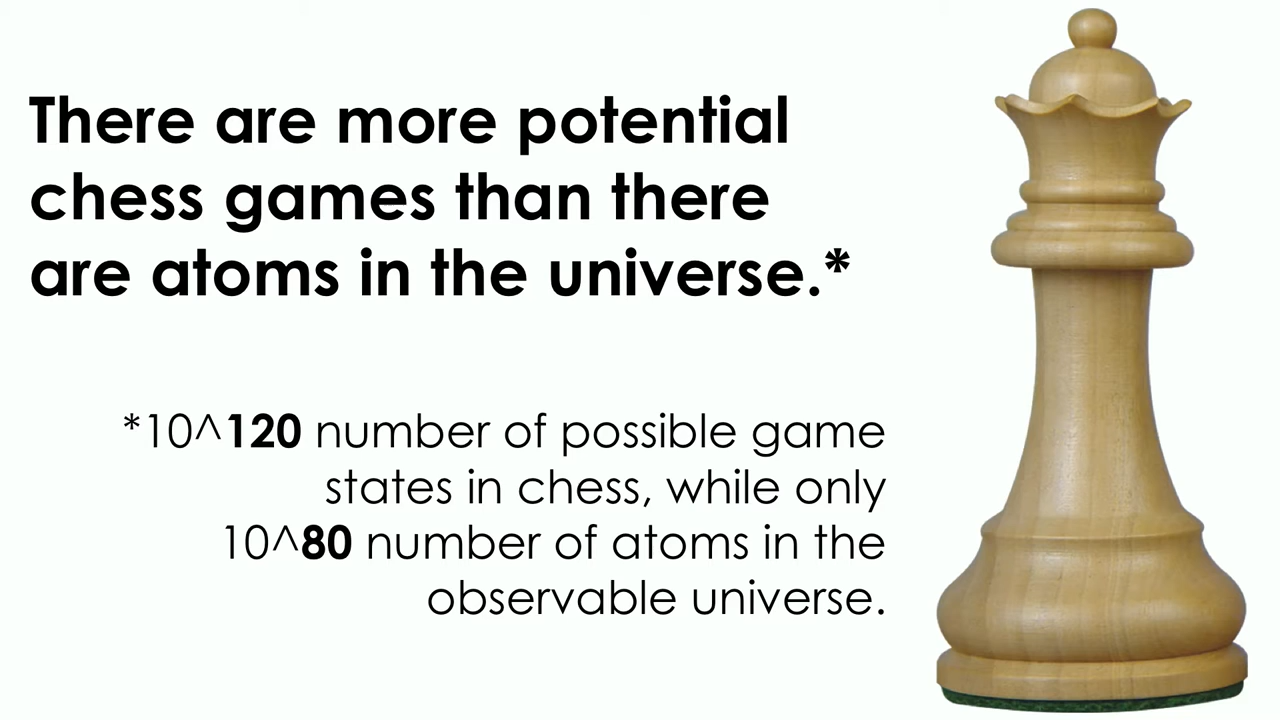 There are more potential
chess games than there
are atoms in the universe.*
*10^120 number of possible game
states in chess, while only
10^80 number of atoms in the
observable universe.